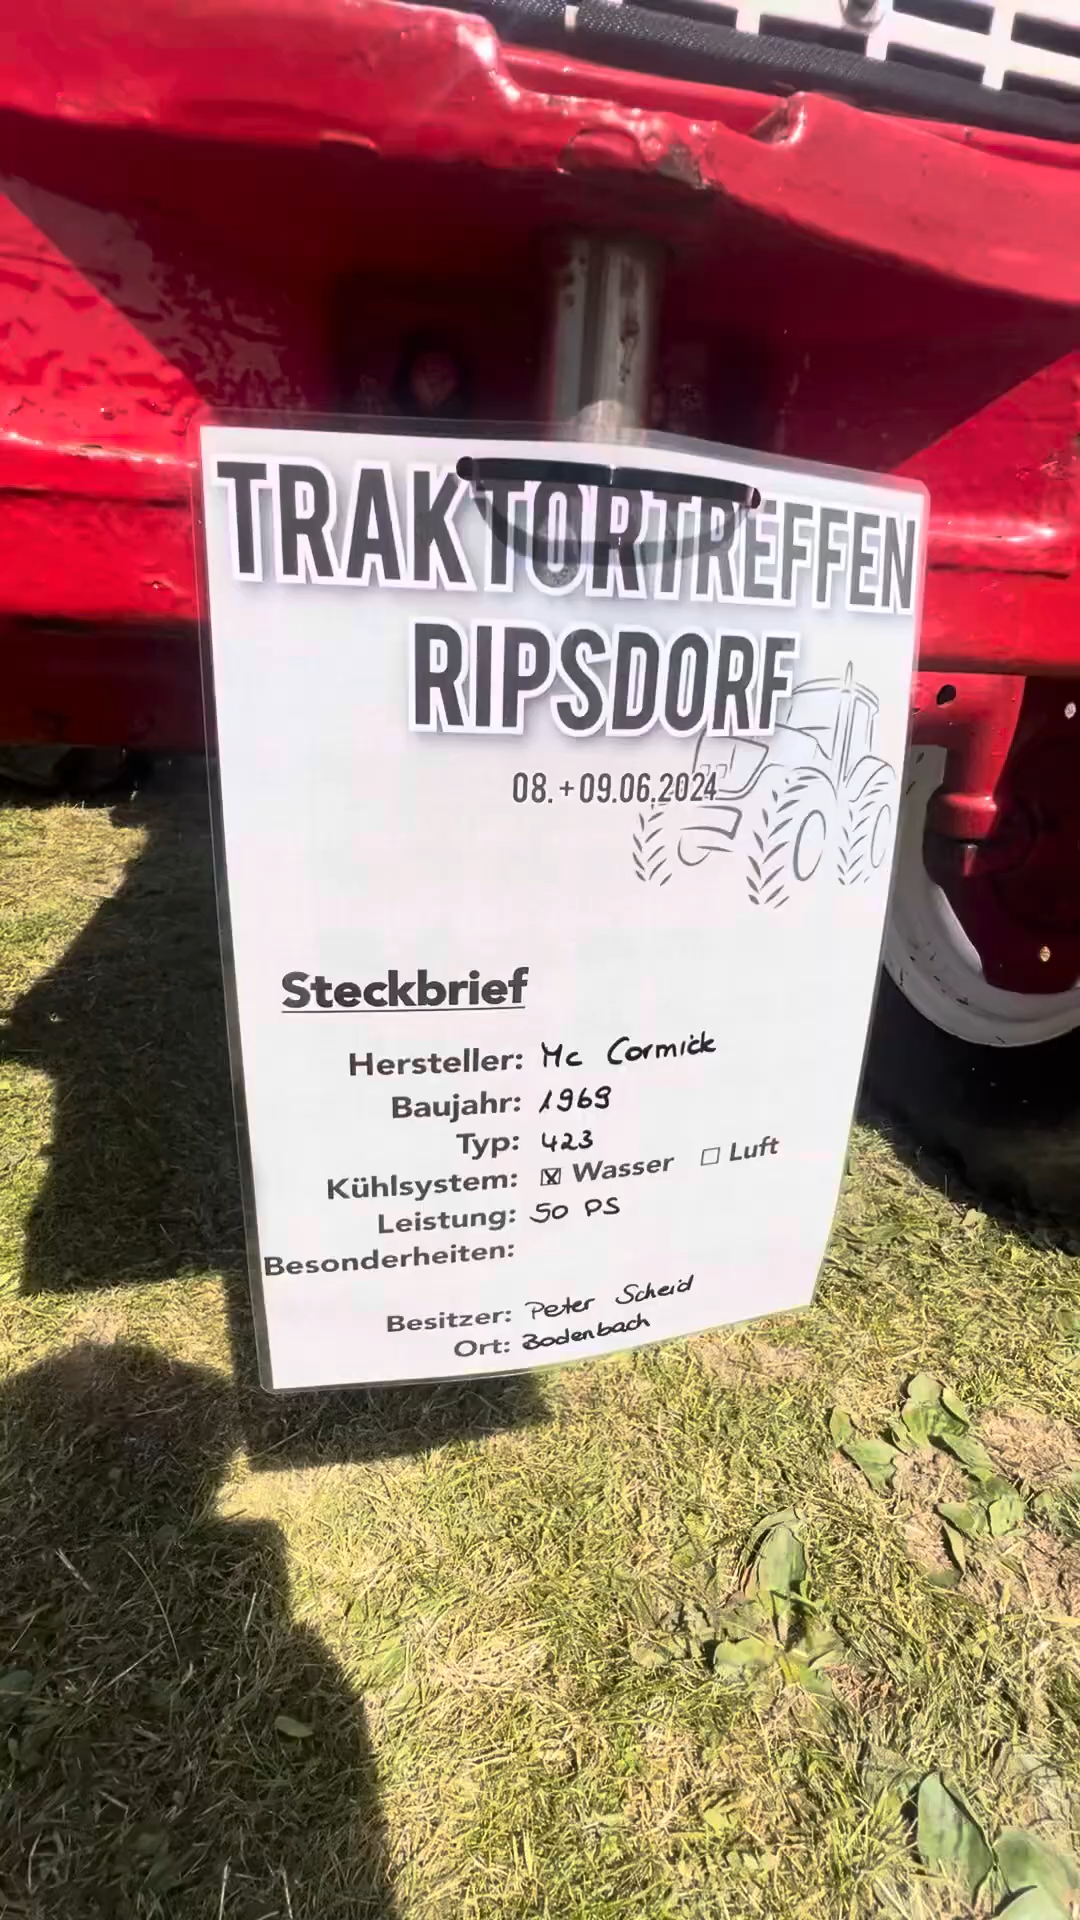 TRAKTORTREFFEN
RIPSDORF
08.+09.06.2024
Steckbrief
Hersteller: Mc Cormick
Baujahr: 1969
Typ: 423
Kühlsystem: ☒ Wasser ☐ Luft
Leistung: 50 PS
Besonderheiten:
Besitzer: Peter Scheid
Ort: Bodenbach